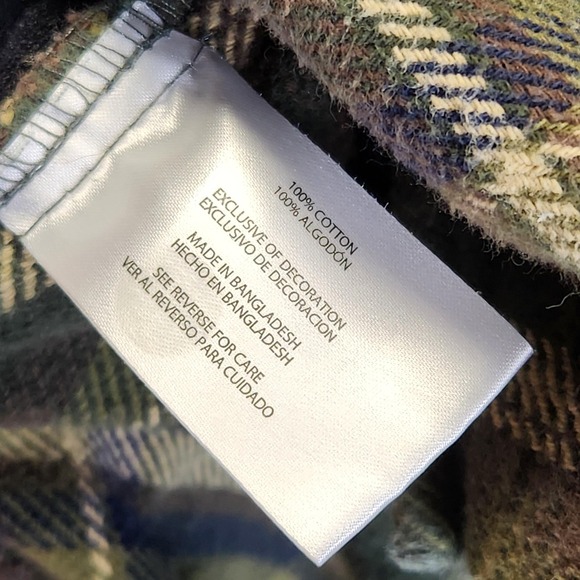 100% COTTON
100% ALGODÓN
EXCLUSIVE OF DECORATION
EXCLUSIVO DE DECORACION
MADE IN BANGLADESH
HECHO EN BANGLADESH
SEE REVERSE FOR CARE
VER AL REVERSO PARA CUIDADO